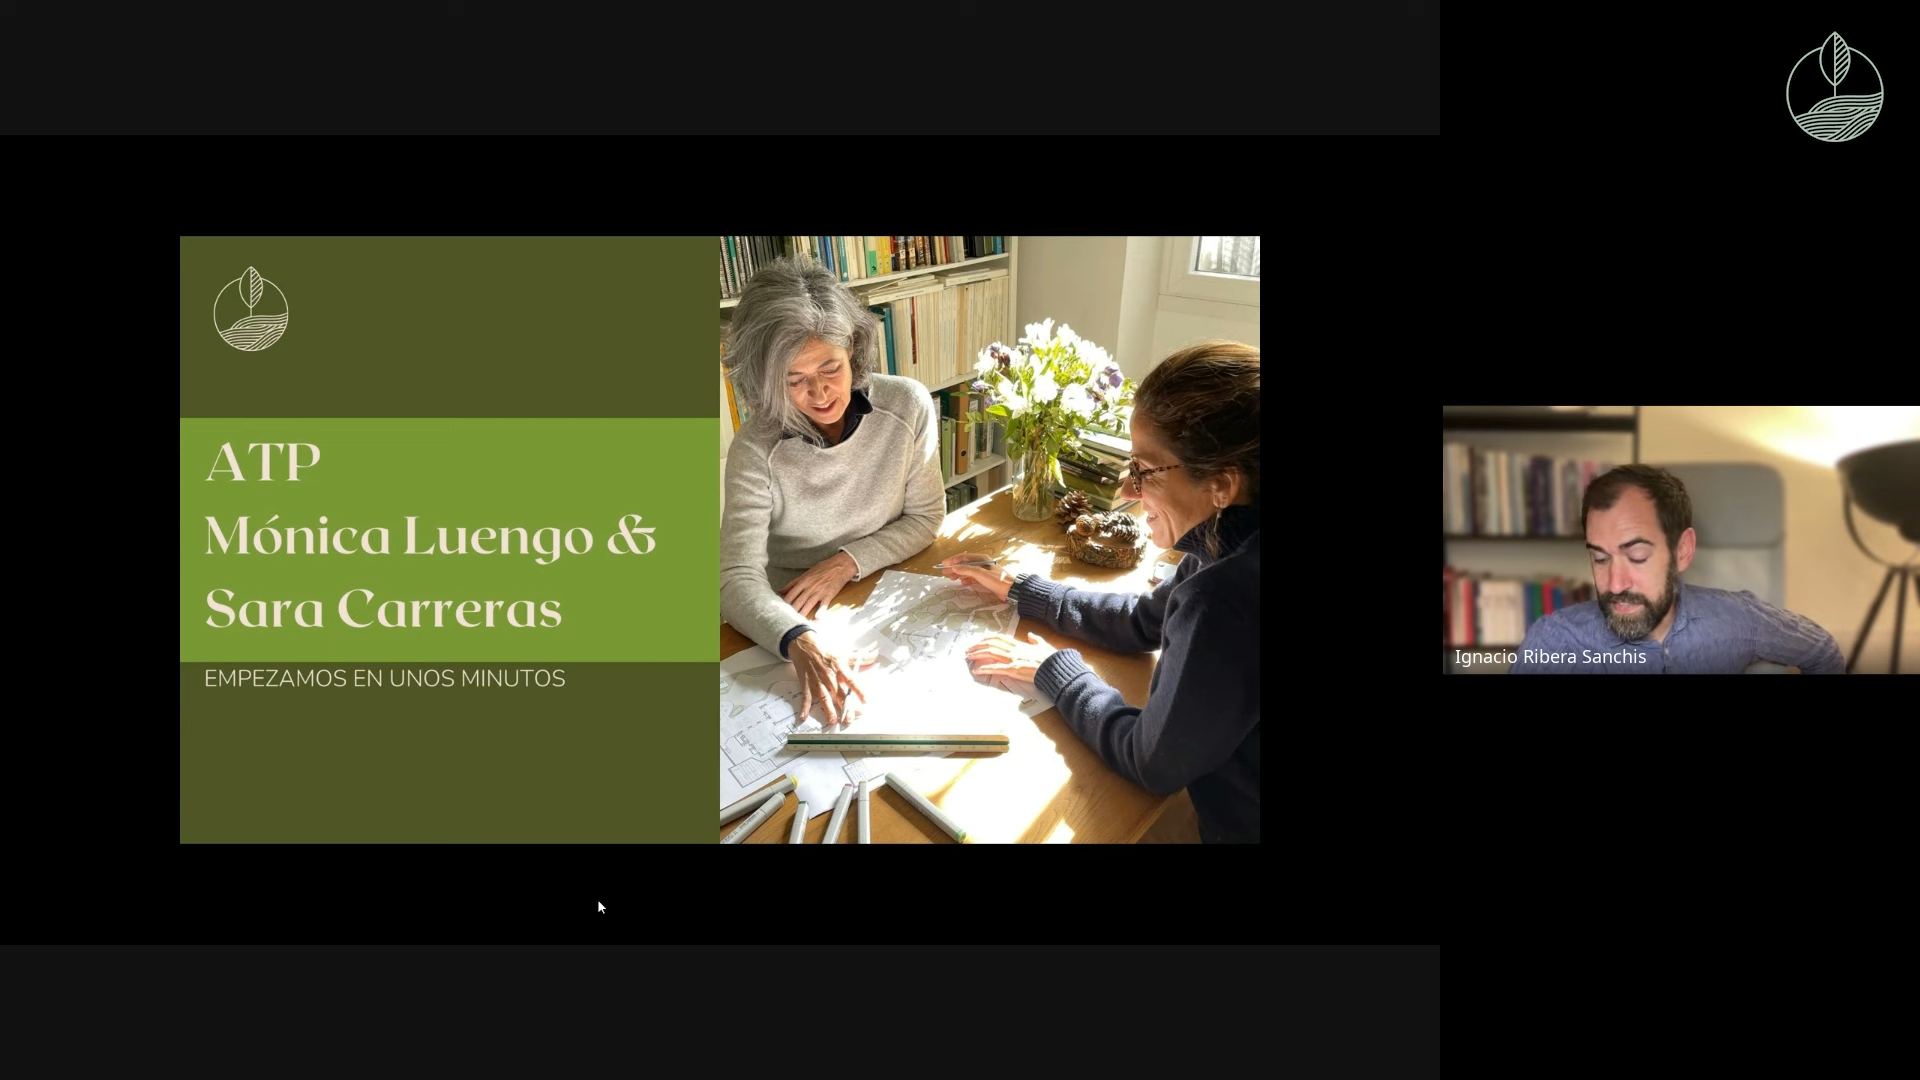 ATP
Mónica Luengo &
Sara Carreras
EMPEZAMOS EN UNOS MINUTOS
Ignacio Ribera Sanchis